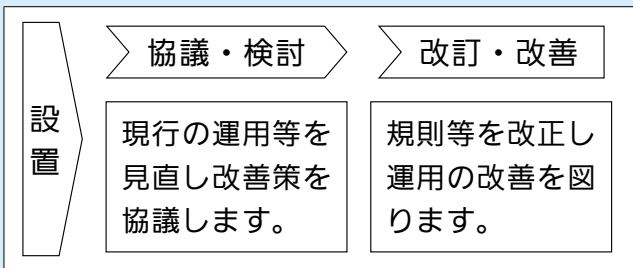 設置
協議・検討
現行の運用等を
見直し改善策を
協議します。
改訂・改善
規則等を改正し
運用の改善を図
ります。